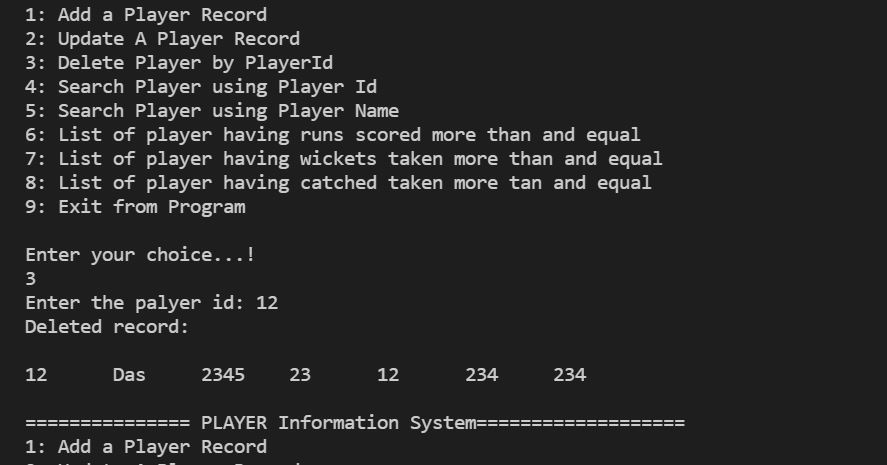 1: Add a Player Record
2: Update A Player Record
3: Delete Player by PlayerId
4: Search Player using Player Id
5: Search Player using Player Name
6: List of player having runs scored more than and equal
7: List of player having wickets taken more than and equal
8: List of player having catched taken more tan and equal
9: Exit from Program
Enter your choice...!
3
Enter the palyer id: 12
Deleted record:
12 Das 2345 23 12 234 234
=============== PLAYER Information System===================
1: Add a Player Record